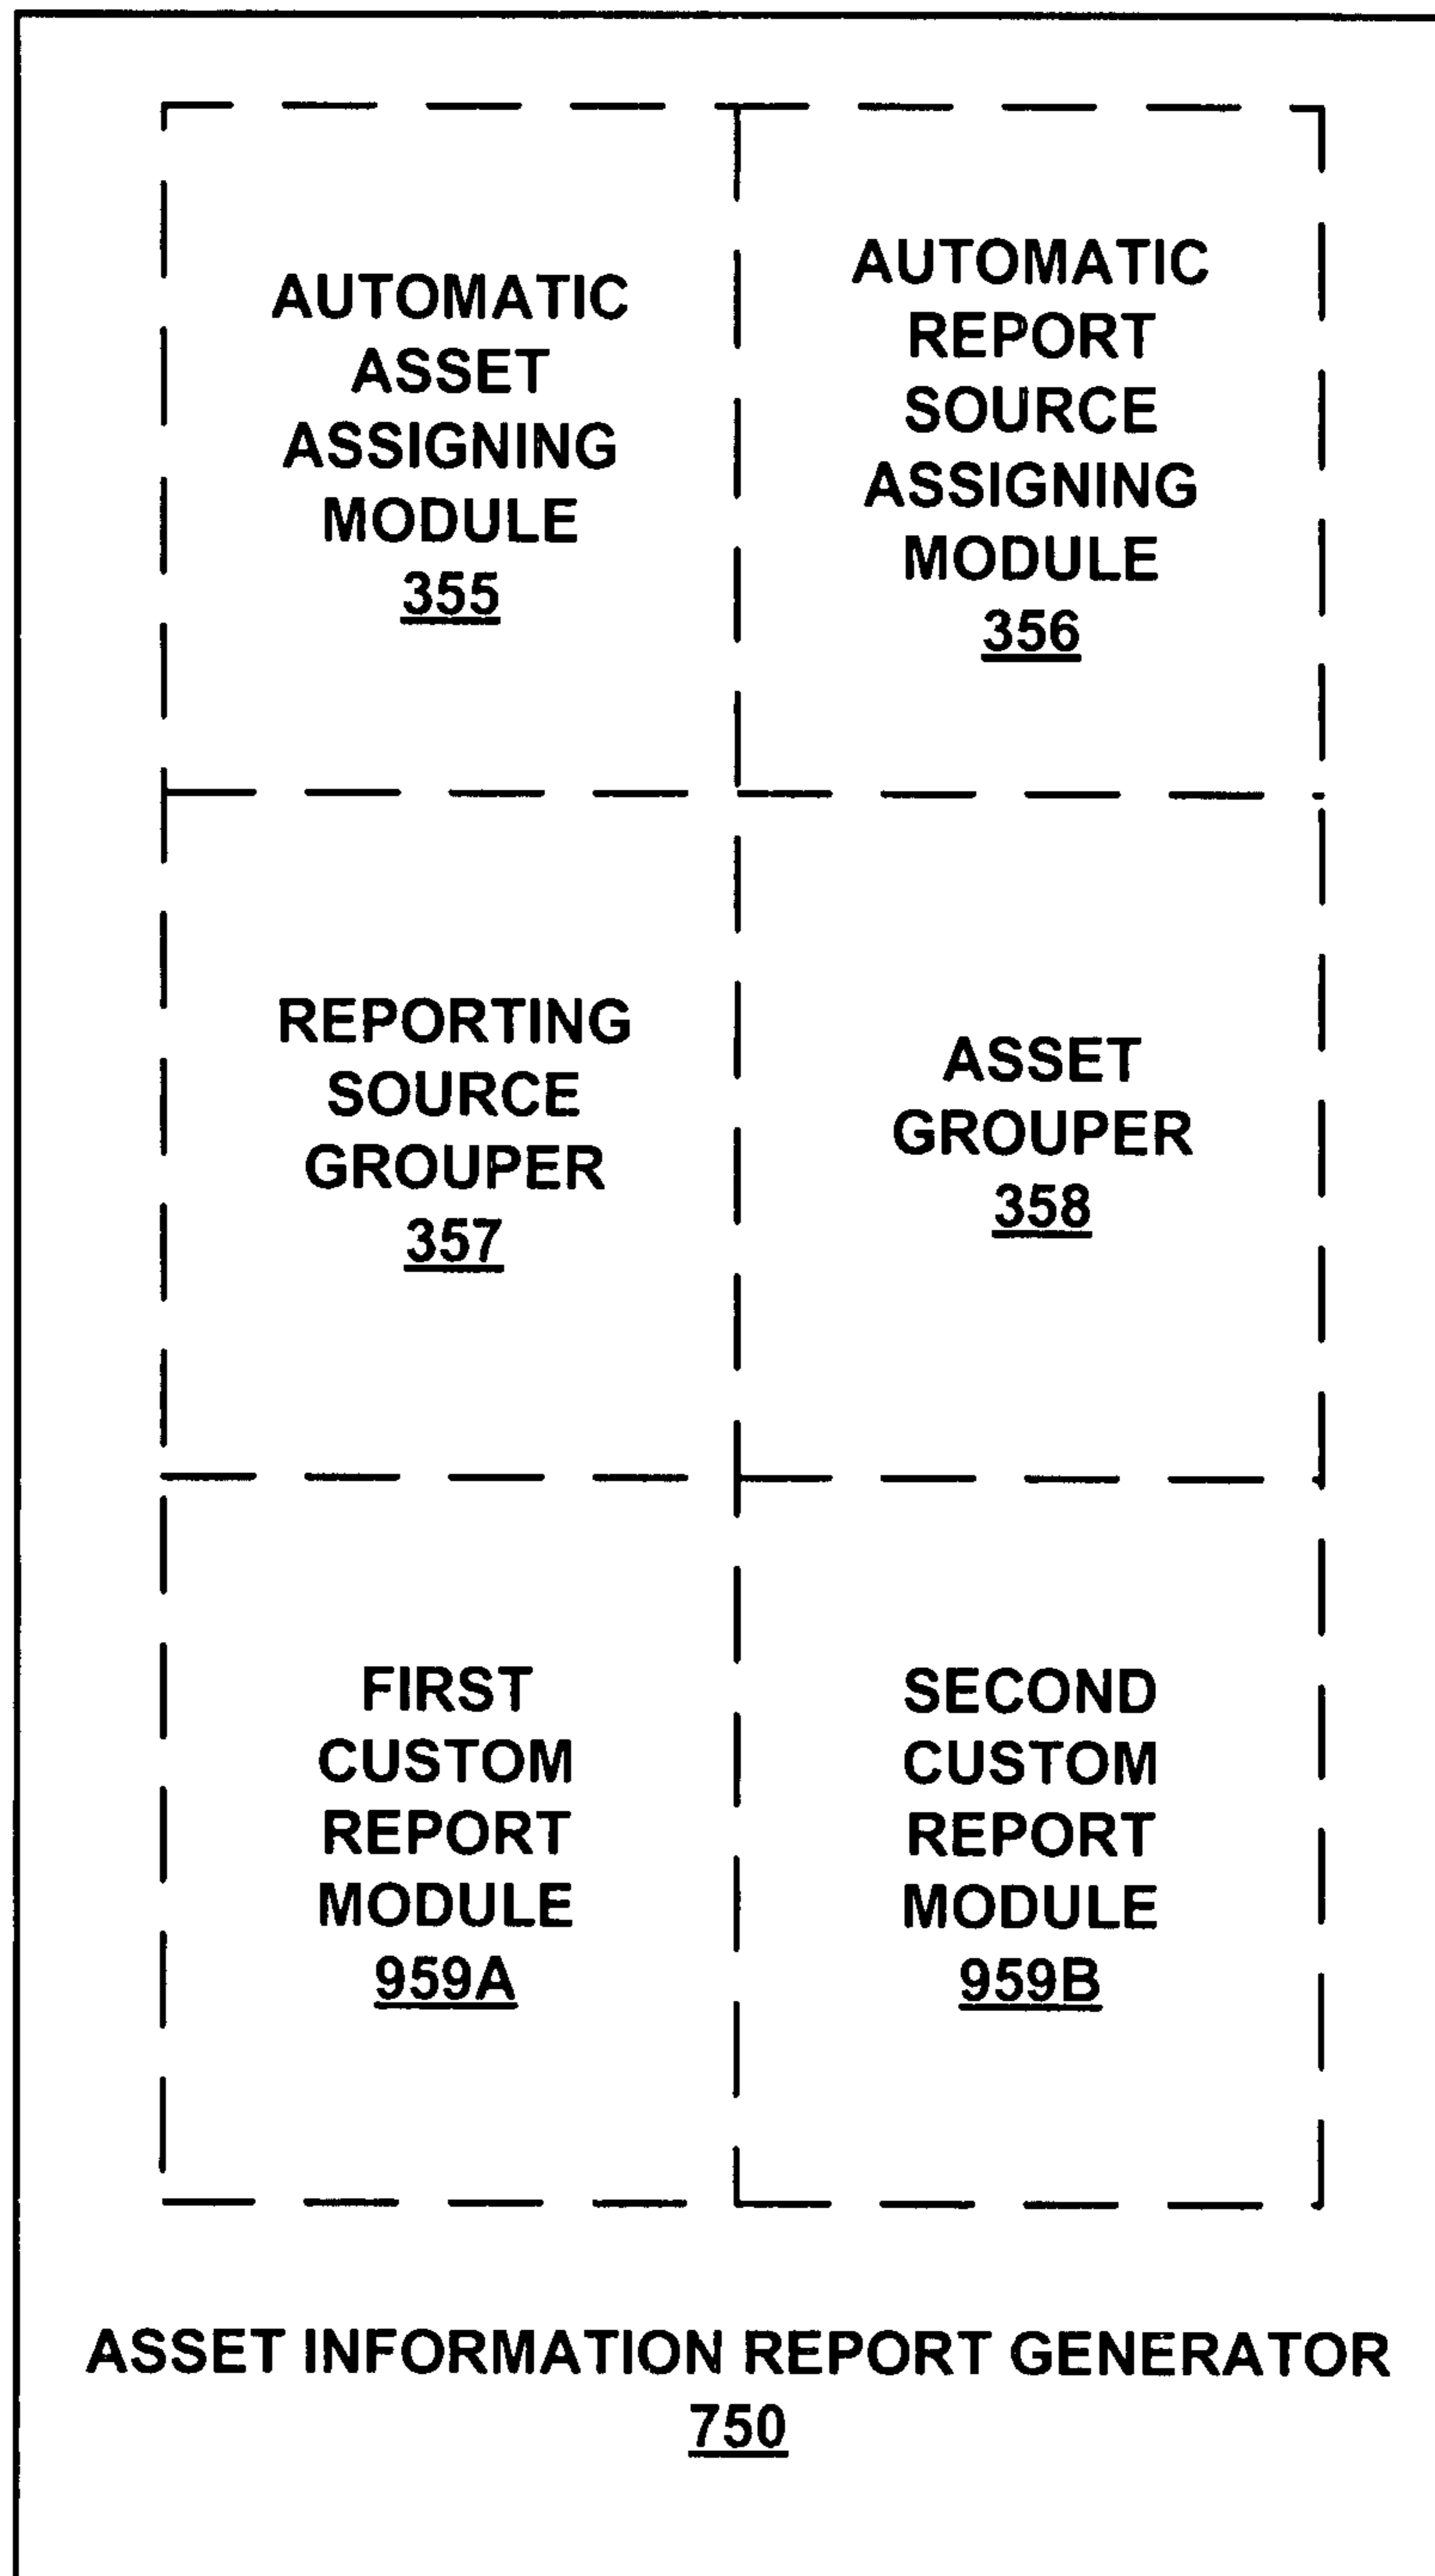 AUTOMATIC
ASSET
ASSIGNING
MODULE
355
AUTOMATIC
REPORT
SOURCE
ASSIGNING
MODULE
356
REPORTING
SOURCE
GROUPER
357
ASSET
GROUPER
358
FIRST
CUSTOM
REPORT
MODULE
959A
SECOND
CUSTOM
REPORT
MODULE
959B
ASSET INFORMATION REPORT GENERATOR
750